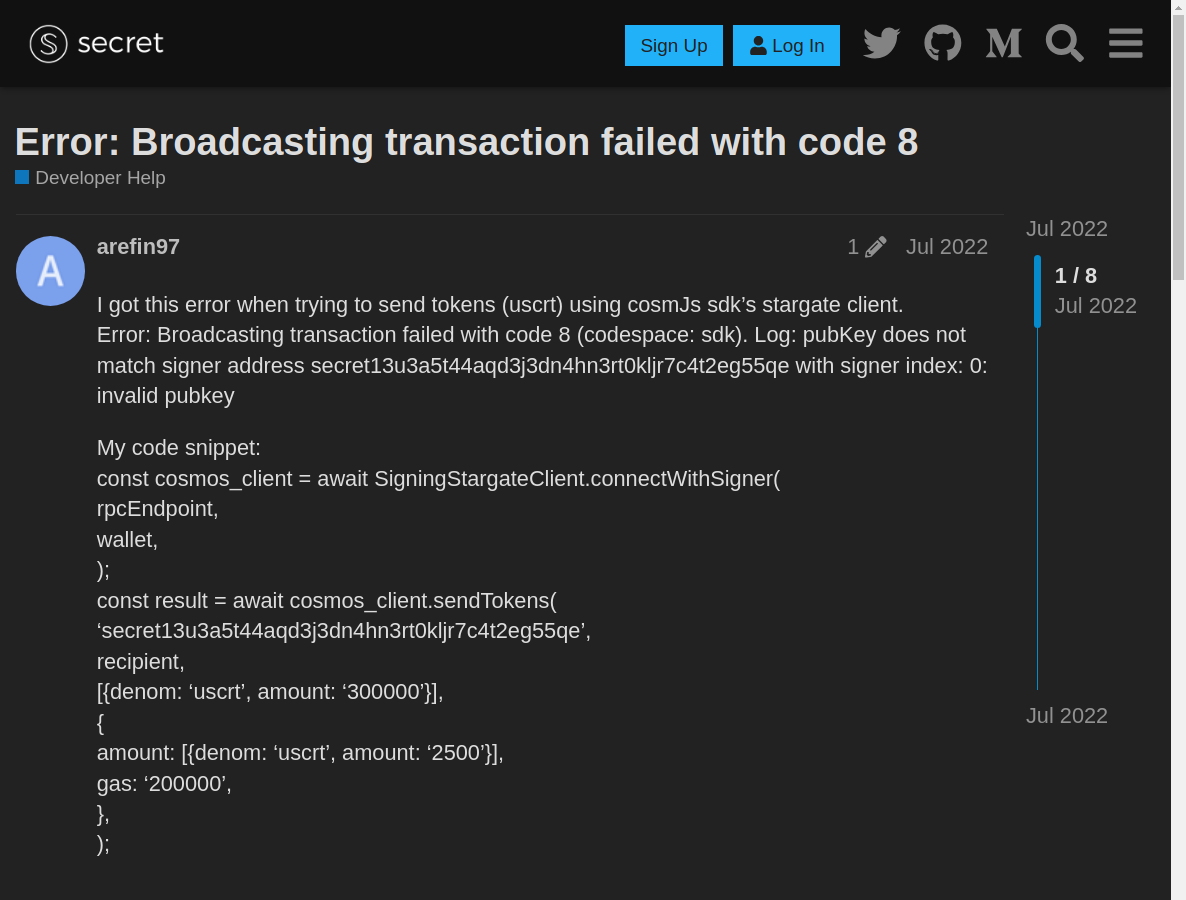 secret
Sign Up
Log In
Error: Broadcasting transaction failed with code 8
Developer Help
A
arefin97
1
Jul 2022
I got this error when trying to send tokens (uscrt) using cosmJs sdk’s stargate client.
Error: Broadcasting transaction failed with code 8 (codespace: sdk). Log: pubKey does not
match signer address secret13u3a5t44aqd3j3dn4hn3rt0kljr7c4t2eg55qe with signer index: 0:
invalid pubkey
My code snippet:
const cosmos_client = await SigningStargateClient.connectWithSigner(
rpcEndpoint,
wallet,
);
const result = await cosmos_client.sendTokens(
‘secret13u3a5t44aqd3j3dn4hn3rt0kljr7c4t2eg55qe’,
recipient,
[{denom: ‘uscrt’, amount: ‘300000’}],
{
amount: [{denom: ‘uscrt’, amount: ‘2500’}],
gas: ‘200000’,
},
);
Jul 2022
1 / 8
Jul 2022
Jul 2022